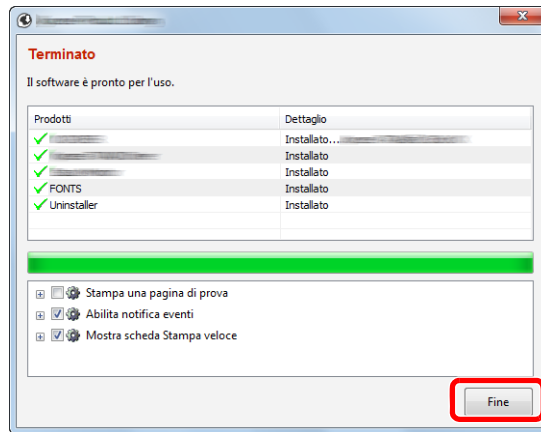 Terminato
Il software è pronto per l'uso.
Prodotti Dettaglio
Installato...
Installato
Installato
FONTS Installato
Uninstaller Installato
Stampa una pagina di prova
Abilita notifica eventi
Mostra scheda Stampa veloce
Fine